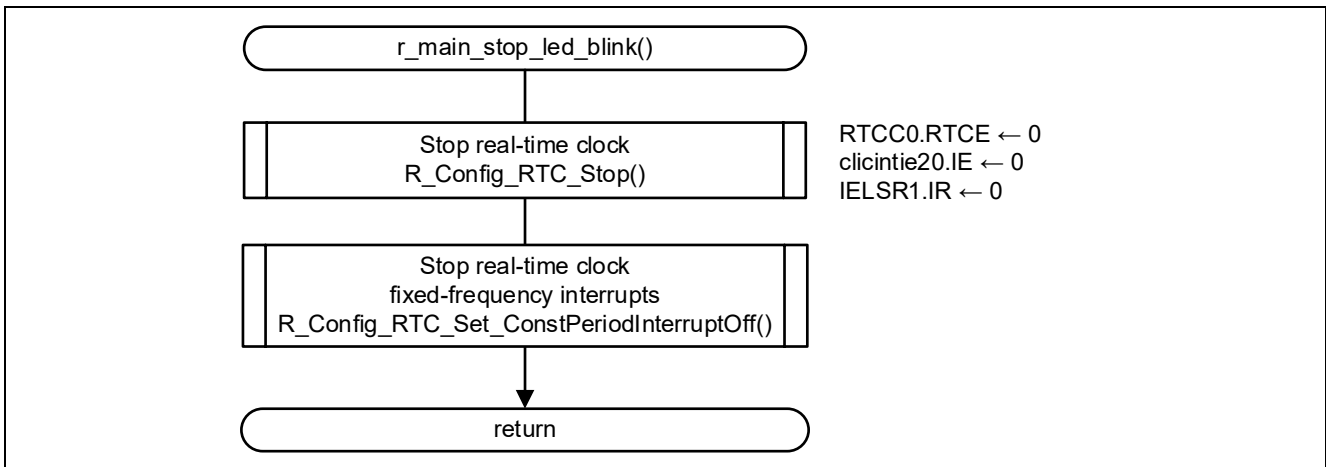 r_main_stop_led_blink()
Stop real-time clock
R_Config_RTC_Stop()
RTCC0.RTCE ← 0
clicintie20.IE ← 0
IELSR1.IR ← 0
Stop real-time clock
fixed-frequency interrupts
R_Config_RTC_Set_ConstPeriodInterruptOff()
return